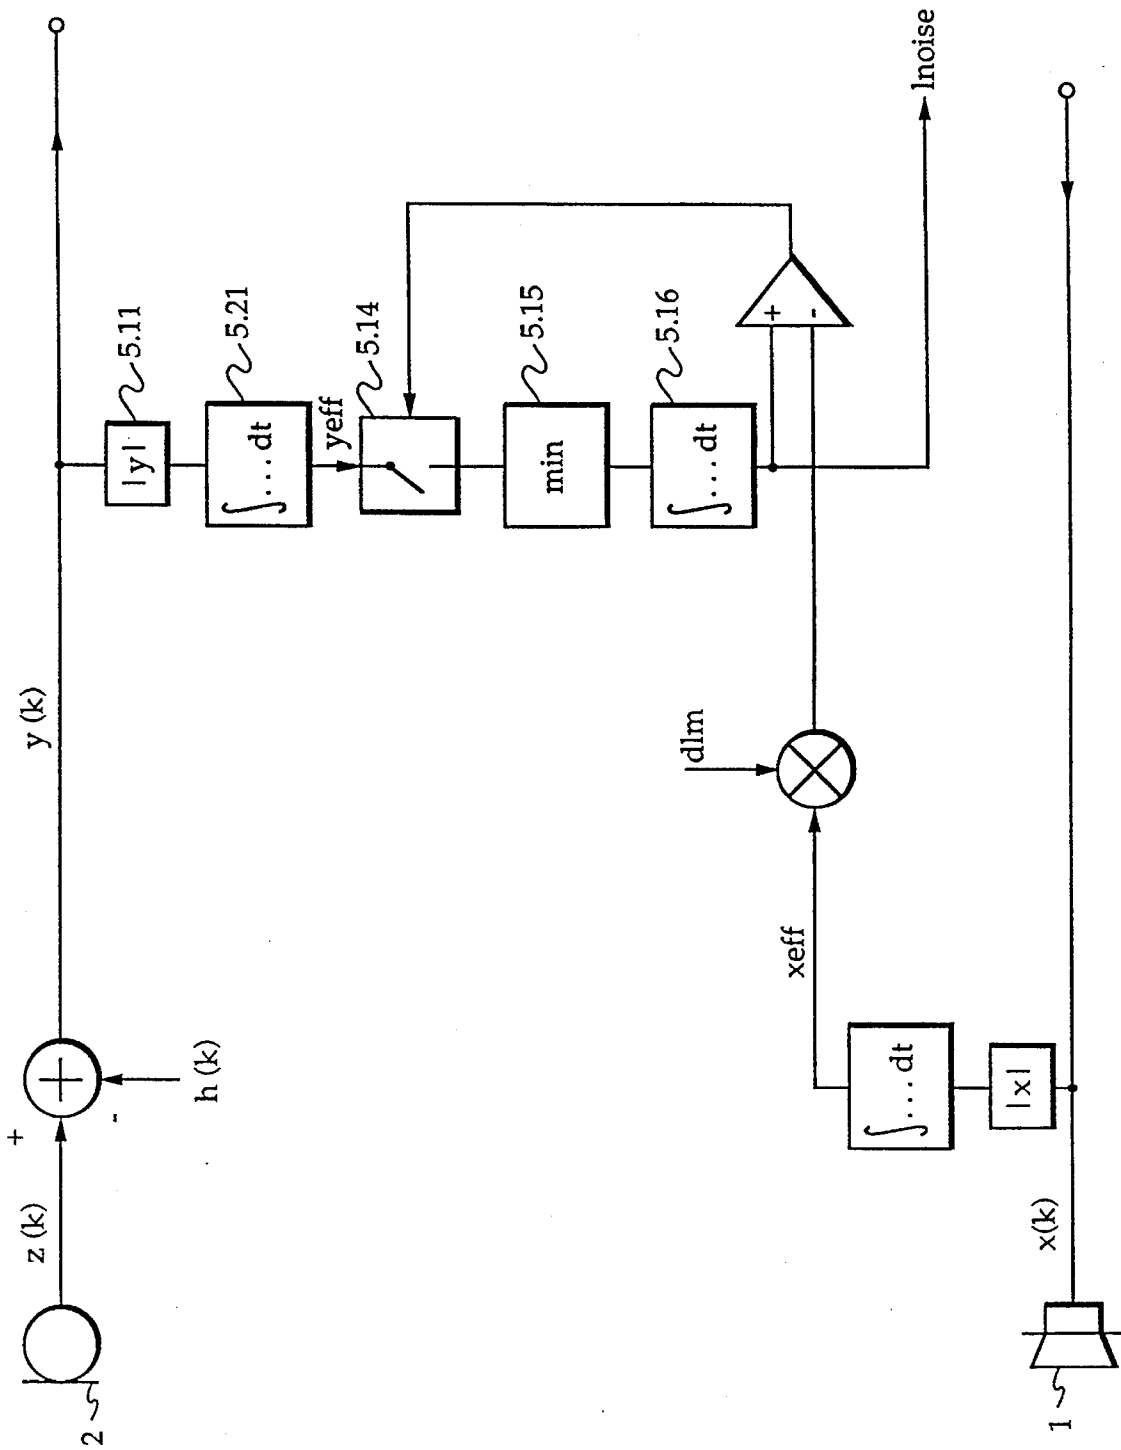 2
z (k)
+
-
h (k)
y (k)
|y|
5.11
∫...dt
5.21
yeff
5.14
min
5.15
∫...dt
5.16
+
-
lnoise
dlm
xeff
∫...dt
|x|
x(k)
1